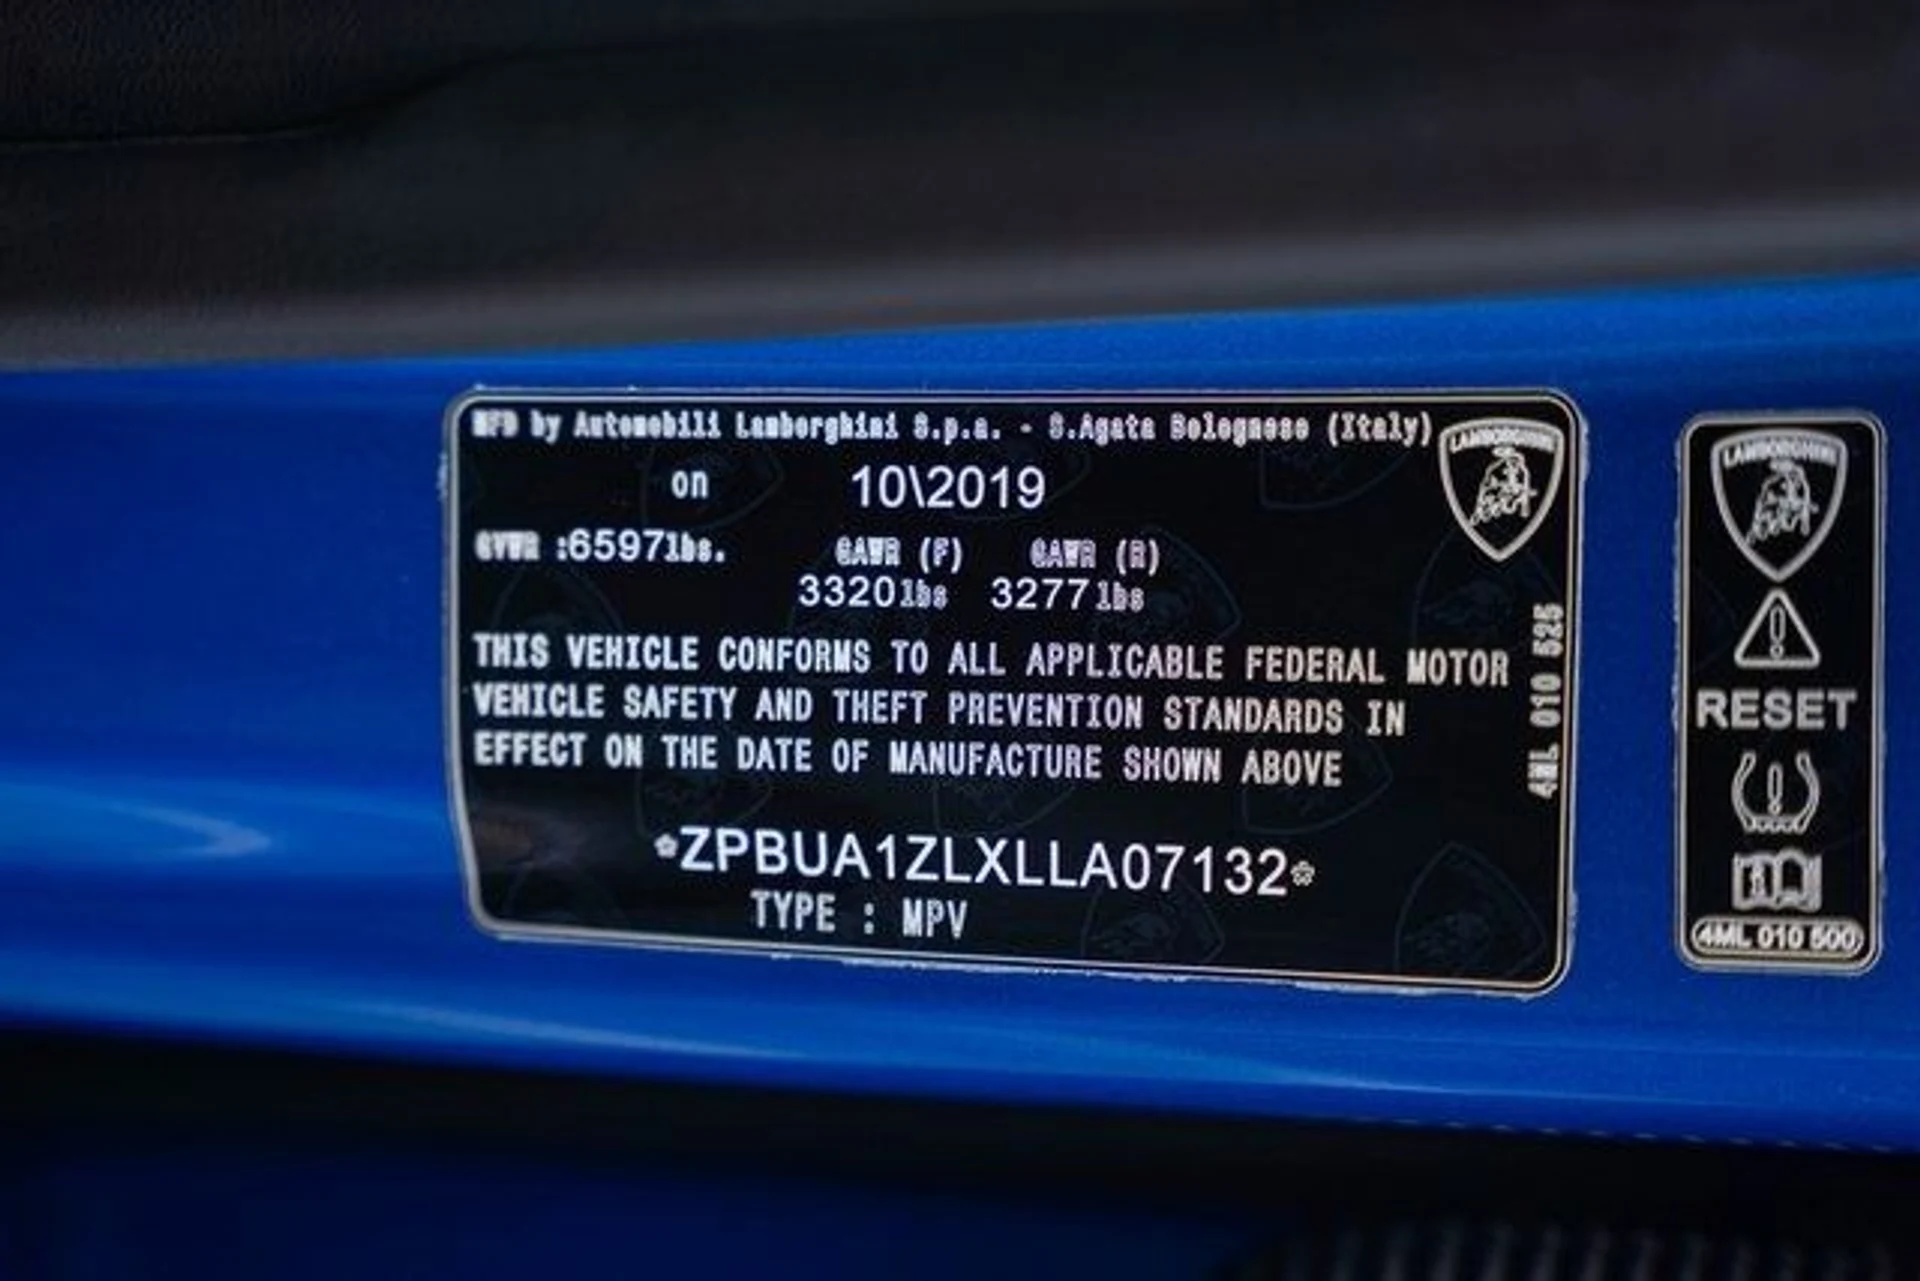 MFD by Automobili Lamborghini S.p.a. - S.Agata Bolognese (Italy)
on 10\2019
GVWR :6597lbs. GAWR (F) GAWR (R)
3320lbs 3277lbs
THIS VEHICLE CONFORMS TO ALL APPLICABLE FEDERAL MOTOR
VEHICLE SAFETY AND THEFT PREVENTION STANDARDS IN
EFFECT ON THE DATE OF MANUFACTURE SHOWN ABOVE
*ZPBUA1ZLXLLA07132*
TYPE : MPV
LAMBORGHINI
4ML 010 525
LAMBORGHINI
RESET
4ML 010 500